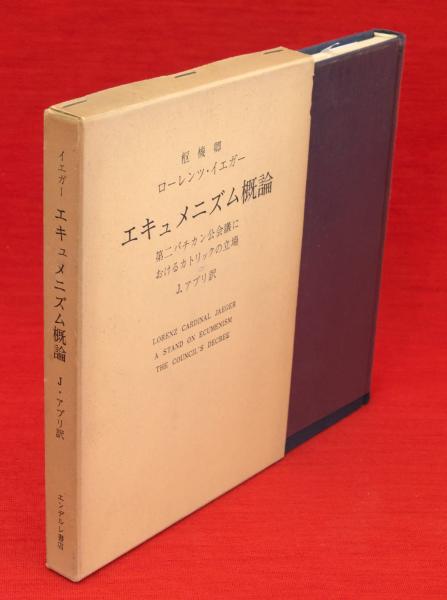 枢機卿
ローレンツ・イエガー
エキュメニズム概論
第二バチカン公会議に
おけるカトリックの立場
J.アブリ訳
LORENZ CARDINAL JAEGER
A STAND ON ECUMENISM
THE COUNCIL'S DECREE
イエガー
エキュメニズム概論
J・アブリ訳
エンデルレ書店